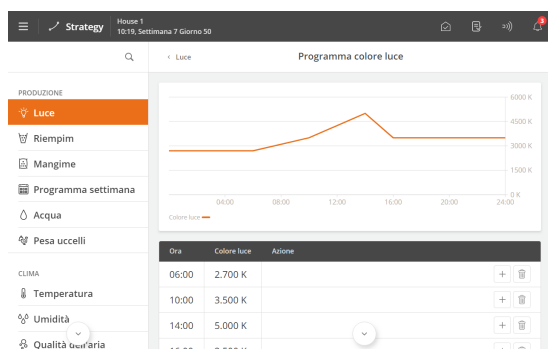 Strategy
House 1
10:19, Settimana 7 Giorno 50
3
Luce
Programma colore luce
PRODUZIONE
Luce
Riempim
Mangime
Programma settimana
Acqua
Pesa uccelli
CLIMA
Temperatura
Umidità
Qualità dell'aria
6000 K
4500 K
3000 K
1500 K
0 K
04:00 08:00 12:00 16:00 20:00 24:00
Colore luce
Ora Colore luce Azione
06:00 2.700 K
10:00 3.500 K
14:00 5.000 K